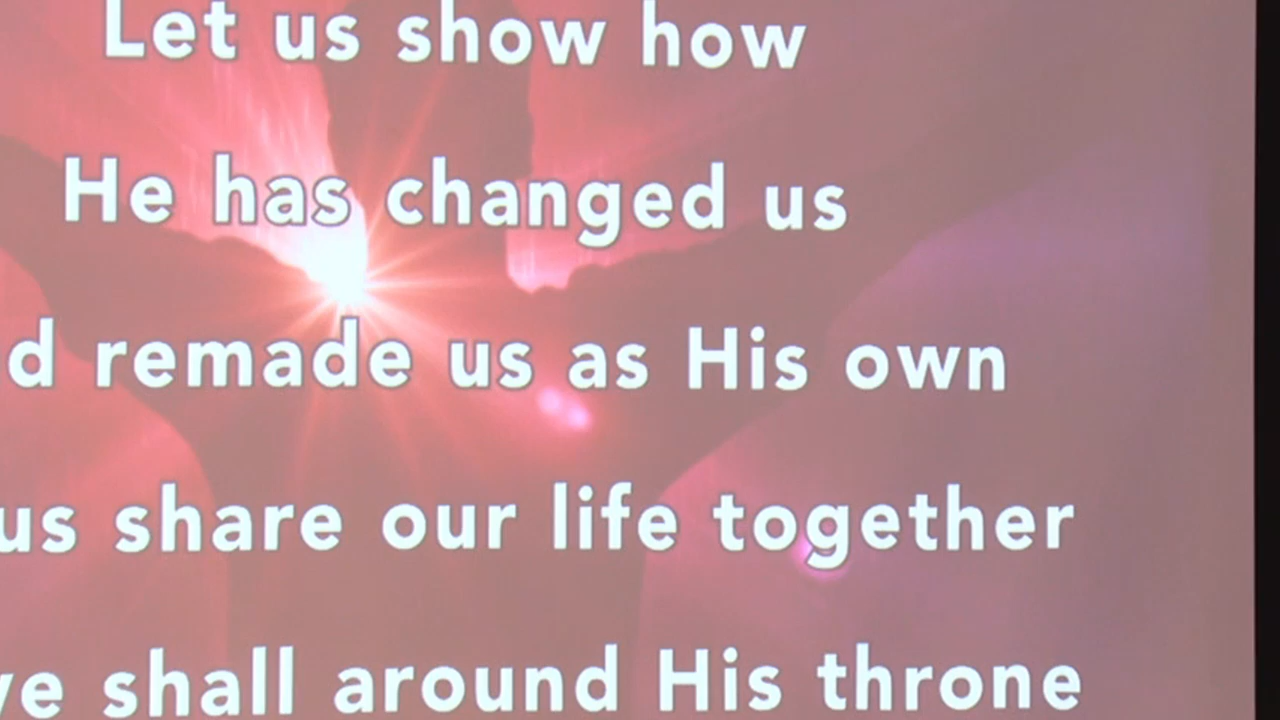 Let us show how
He has changed us
d remade us as His own
us share our life together
ve shall around His throne